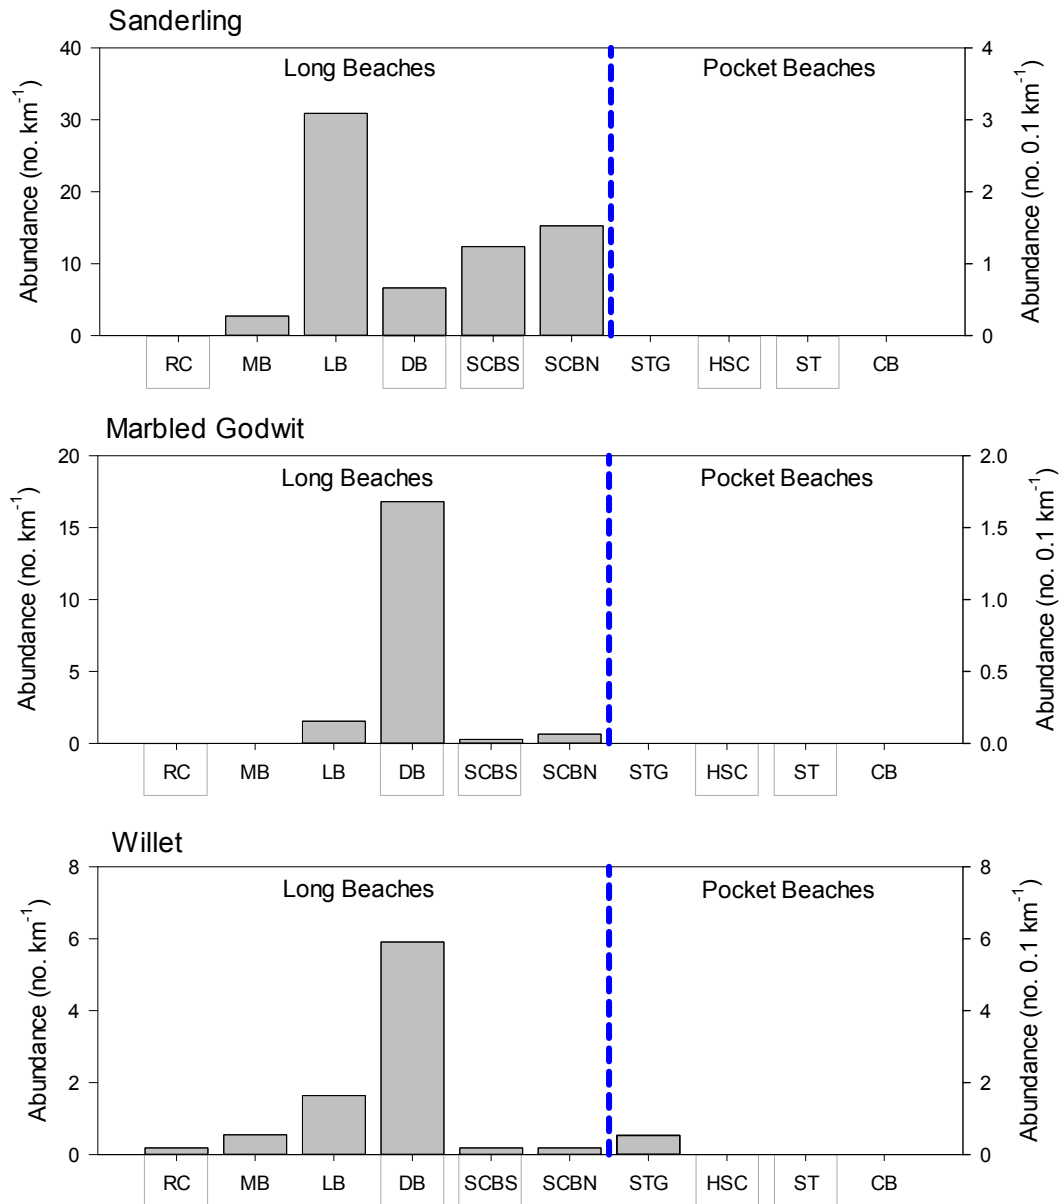 Sanderling
Long Beaches Pocket Beaches
Abundance (no. km⁻¹)
40
30
20
10
0
4
3
2
1
0
Abundance (no. 0.1 km⁻¹)
RC MB LB DB SCBS SCBN STG HSC ST CB
Marbled Godwit
Long Beaches Pocket Beaches
Abundance (no. km⁻¹)
20
15
10
5
0
2.0
1.5
1.0
0.5
0.0
Abundance (no. 0.1 km⁻¹)
RC MB LB DB SCBS SCBN STG HSC ST CB
Willet
Long Beaches Pocket Beaches
Abundance (no. km⁻¹)
8
6
4
2
0
8
6
4
2
0
Abundance (no. 0.1 km⁻¹)
RC MB LB DB SCBS SCBN STG HSC ST CB